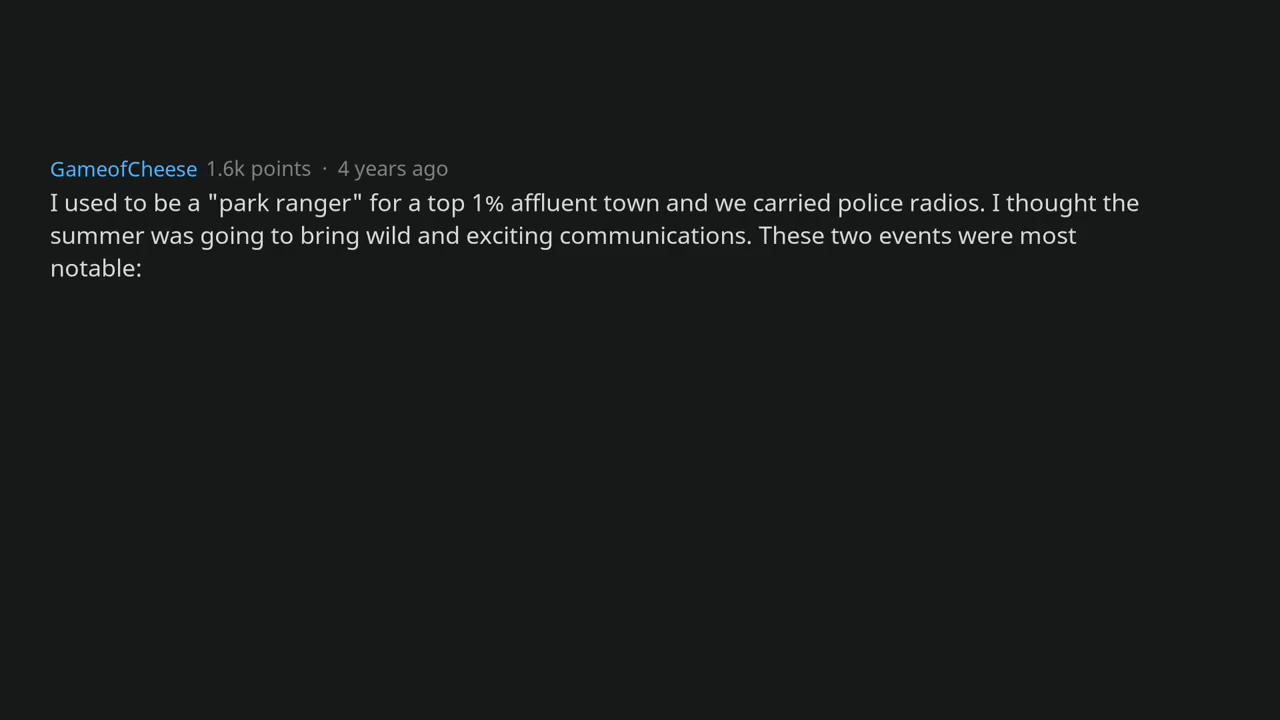 GameofCheese 1.6k points · 4 years ago
I used to be a "park ranger" for a top 1% affluent town and we carried police radios. I thought the
summer was going to bring wild and exciting communications. These two events were most
notable: